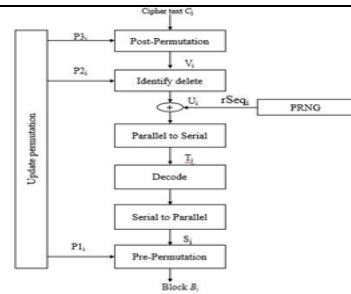 Cipher text Cᵢ
P3ᵢ
Post-Permutation
Vᵢ
P2ᵢ
Identify delete
Uᵢ
rSeqᵢ
+
PRNG
Update permutation
Parallel to Serial
Tᵢ
Decode
Serial to Parallel
Sᵢ
P1ᵢ
Pre-Permutation
Block Bᵢ